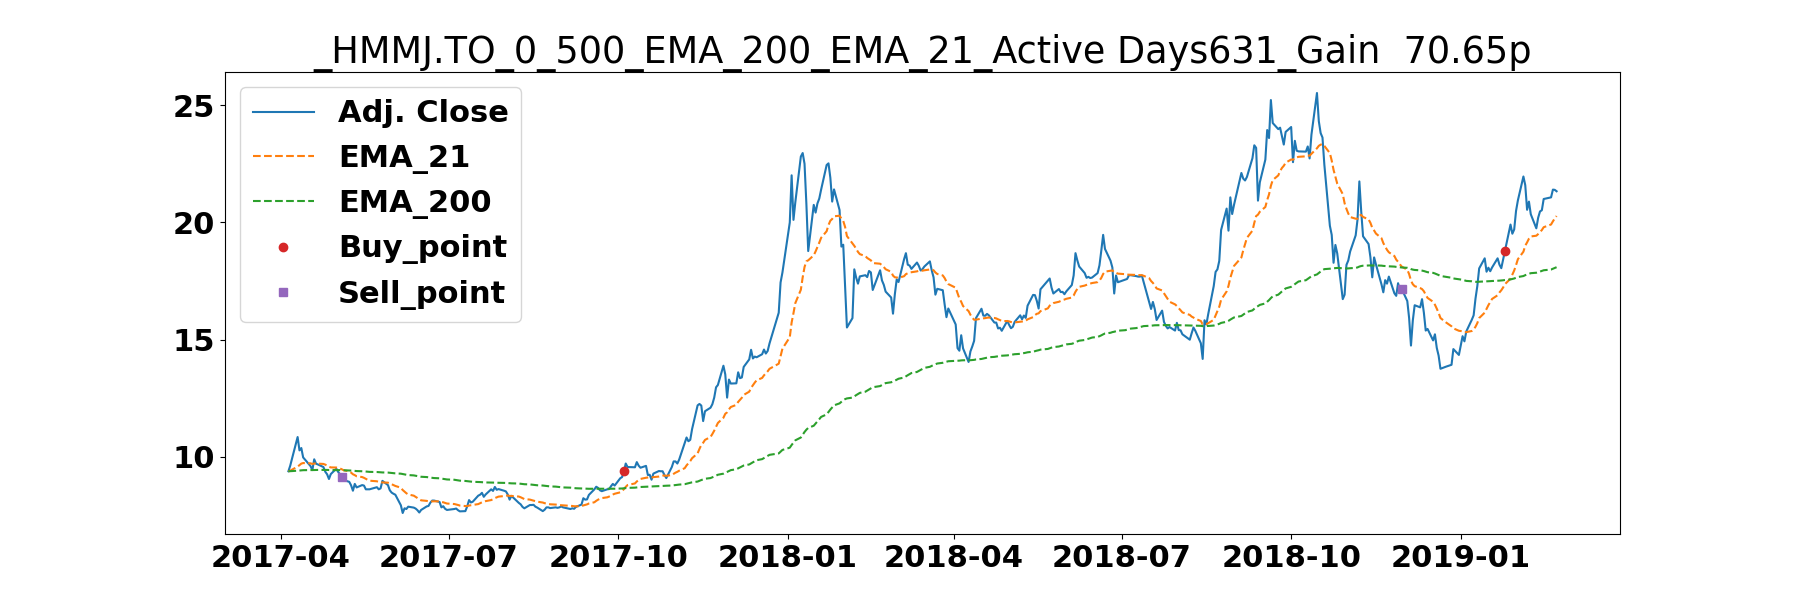 _HMMJ.TO_0_500_EMA_200_EMA_21_Active Days631_Gain  70.65p
Adj. Close
EMA_21
EMA_200
Buy_point
Sell_point
25
20
15
10
2017-04 2017-07 2017-10 2018-01 2018-04 2018-07 2018-10 2019-01